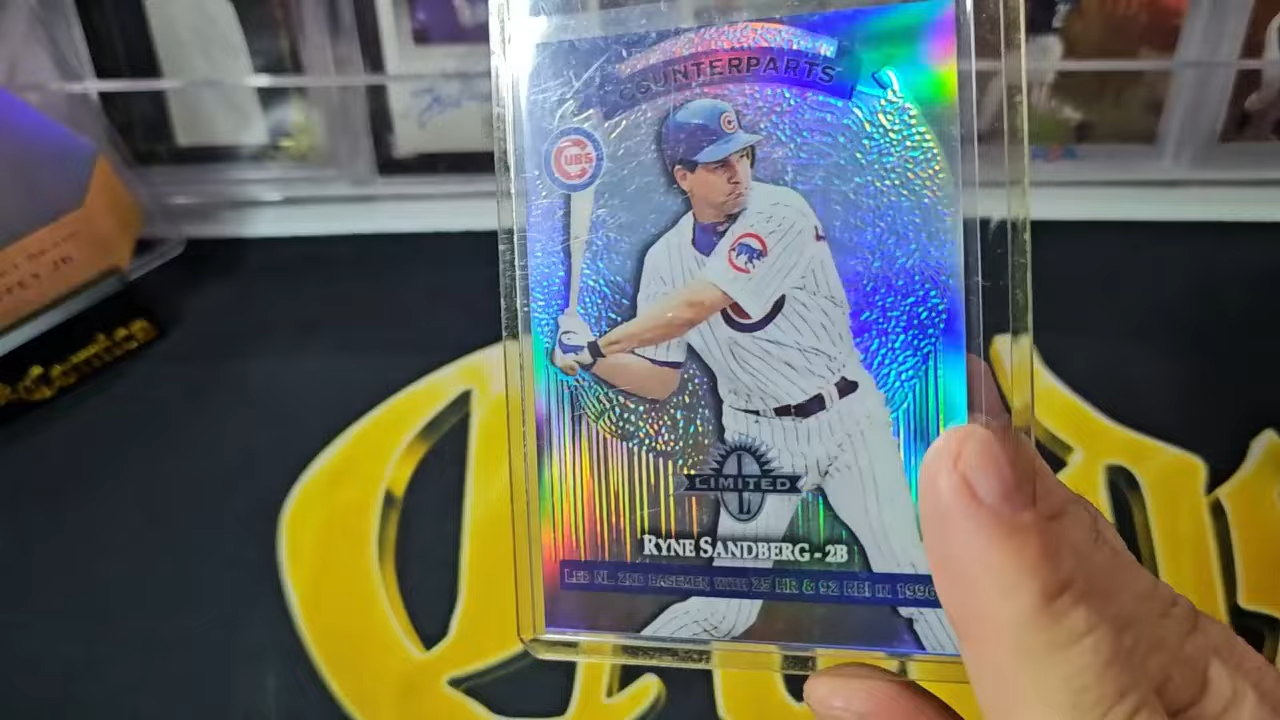 COUNTERPARTS
CUBS
C
LIMITED
L
RYNE SANDBERG - 2B
LED NL 2ND BASEMEN WITH 25 HR & 92 RBI IN 1996